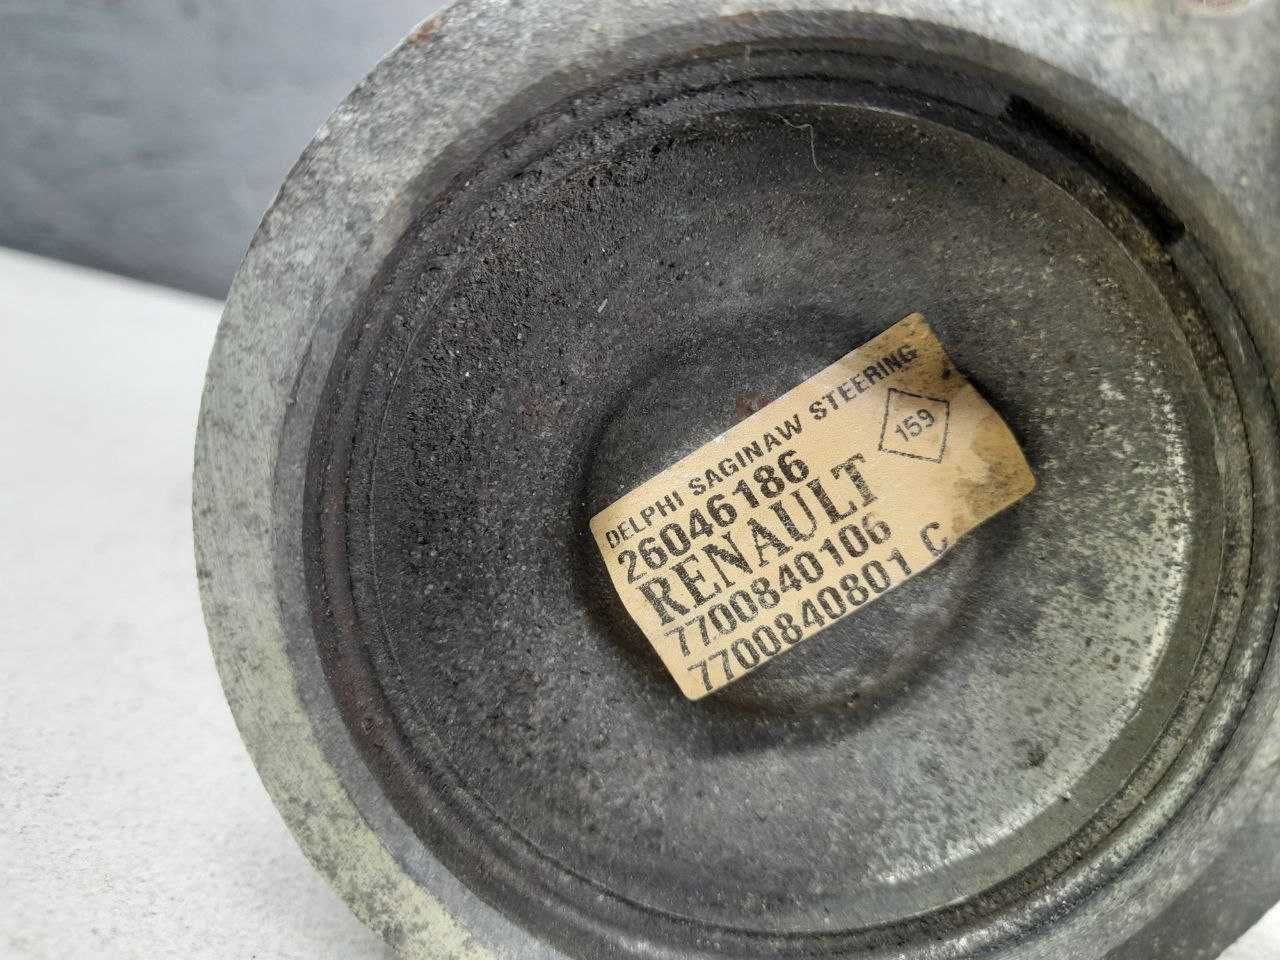 DELPHI SAGINAW STEERING
26046186
159
RENAULT
7700840106
7700840801 C